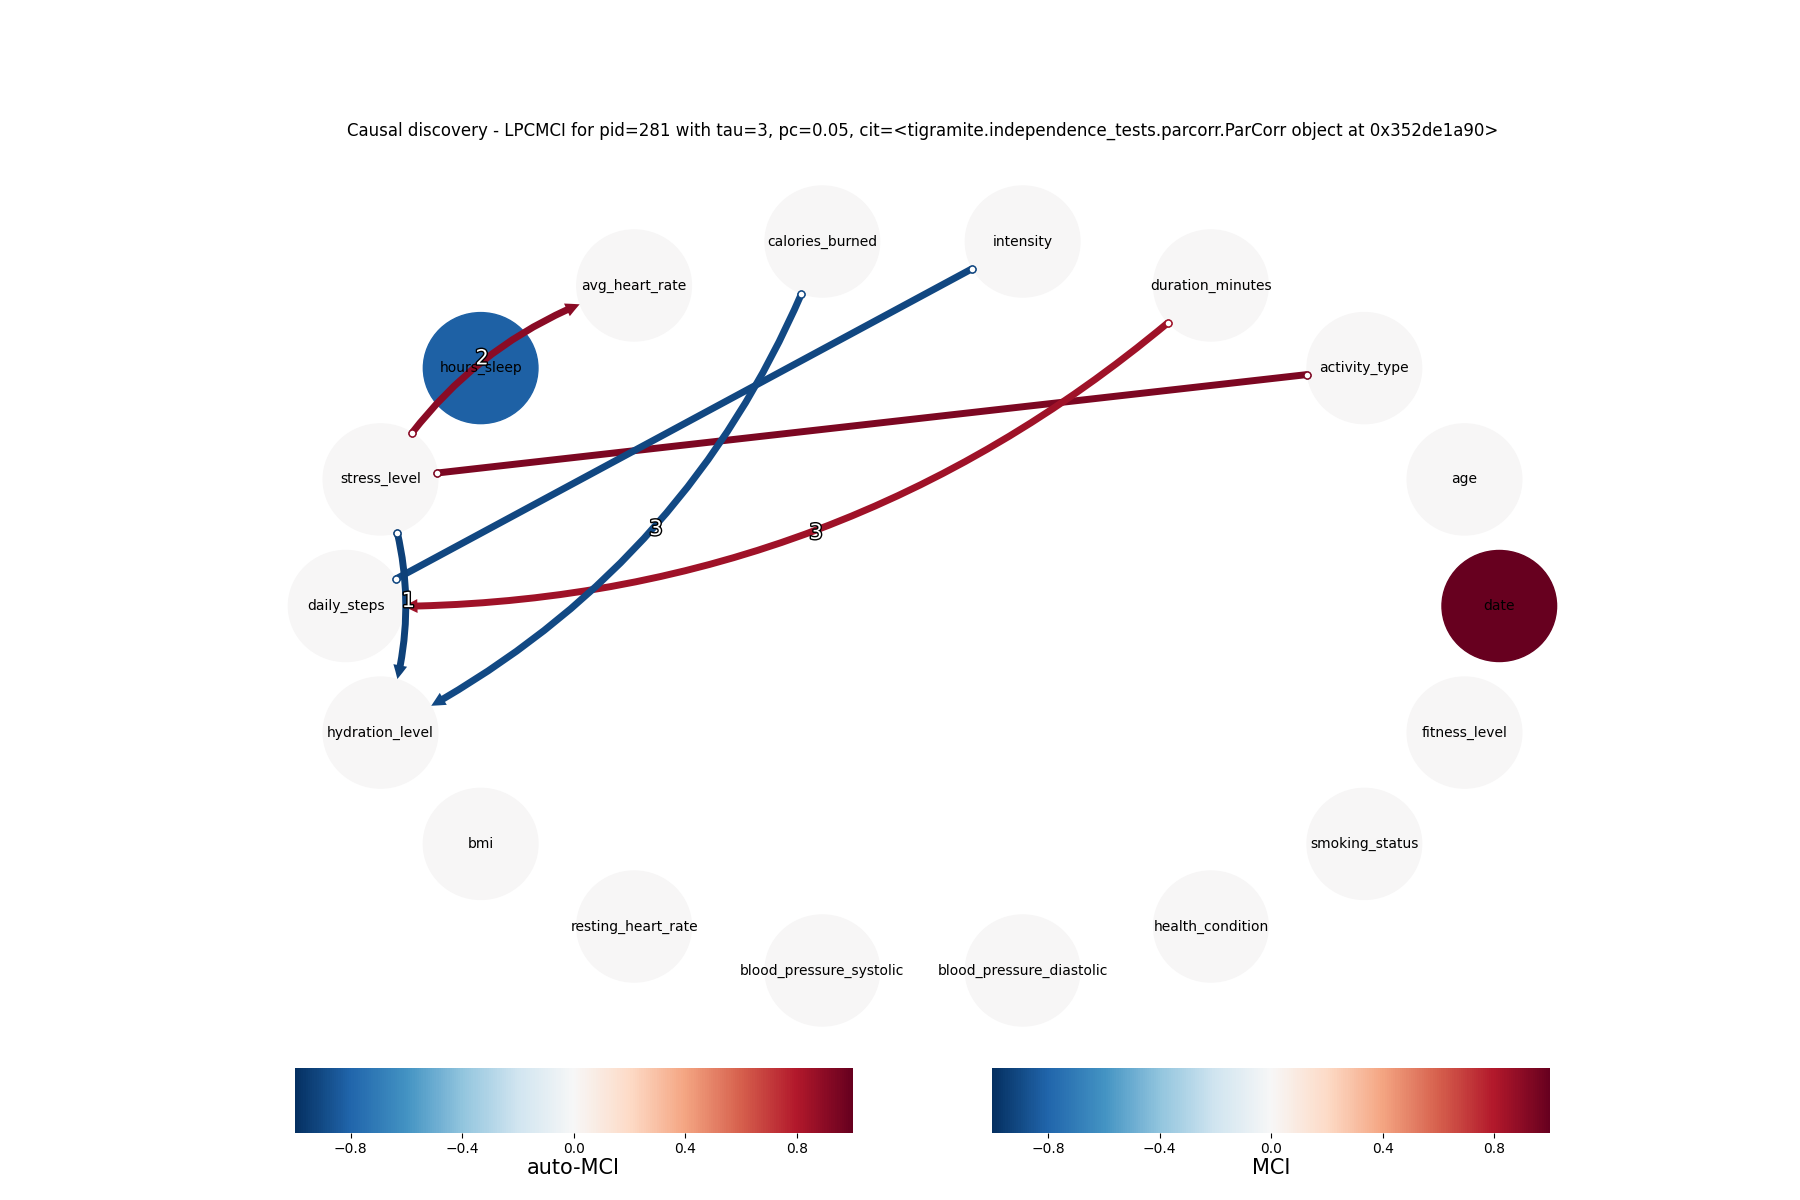 Causal discovery - LPCMCI for pid=281 with tau=3, pc=0.05, cit=<tigramite.independence_tests.parcorr.ParCorr object at 0x352de1a90>
calories_burned
intensity
avg_heart_rate
duration_minutes
2
hours_sleep
activity_type
stress_level
age
3
3
1
daily_steps
date
hydration_level
fitness_level
bmi
smoking_status
resting_heart_rate
health_condition
blood_pressure_systolic
blood_pressure_diastolic
−0.8
−0.4
0.0
0.4
0.8
auto-MCI
−0.8
−0.4
0.0
0.4
0.8
MCI